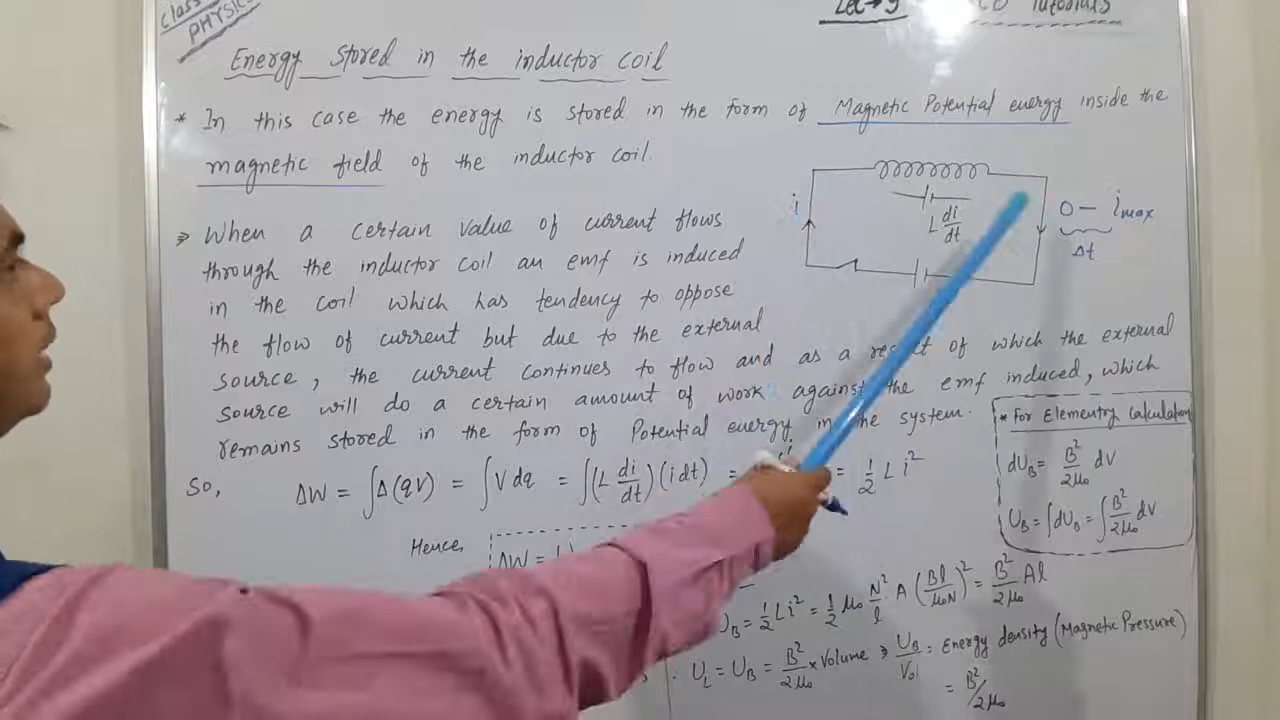 Class
PHYSICS
Lec → 9
Tutorials
Energy Stored in the inductor coil
* In this case the energy is stored in the form of Magnetic Potential energy inside the
magnetic field of the inductor coil.
⇒ When a certain value of current flows
through the inductor coil an emf is induced
in the coil which has tendency to oppose
the flow of current but due to the external
source, the current continues to flow and as a result of which the external
source will do a certain amount of work against the emf induced, which
remains stored in the form of Potential energy in the system.
i
L di/dt
0 – imax
Δt
So, ΔW = ∫Δ(qV) = ∫V dq = ∫(L di/dt)(i dt) = = 1/2 L i²
Hence, ΔW =
* For Elementry Calculation
dU_B = B²/2μ₀ dV
U_B = ∫dU_B = ∫B²/2μ₀ dV
U_B = 1/2 Li² = 1/2 μ₀ N²/l A (Bl/μ₀N)² = B²/2μ₀ Al
∴ U_L = U_B = B²/2μ₀ × Volume ⇒ U_B/Vol = Energy density (Magnetic Pressure)
= B²/2μ₀